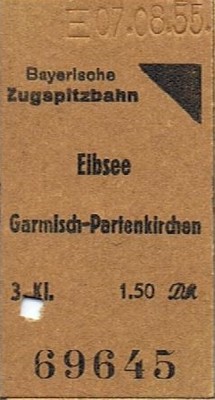 07.08.55.
Bayerische
Zugspitzbahn
Eibsee
Garmisch-Partenkirchen
3. Kl. 1.50 DM
69645